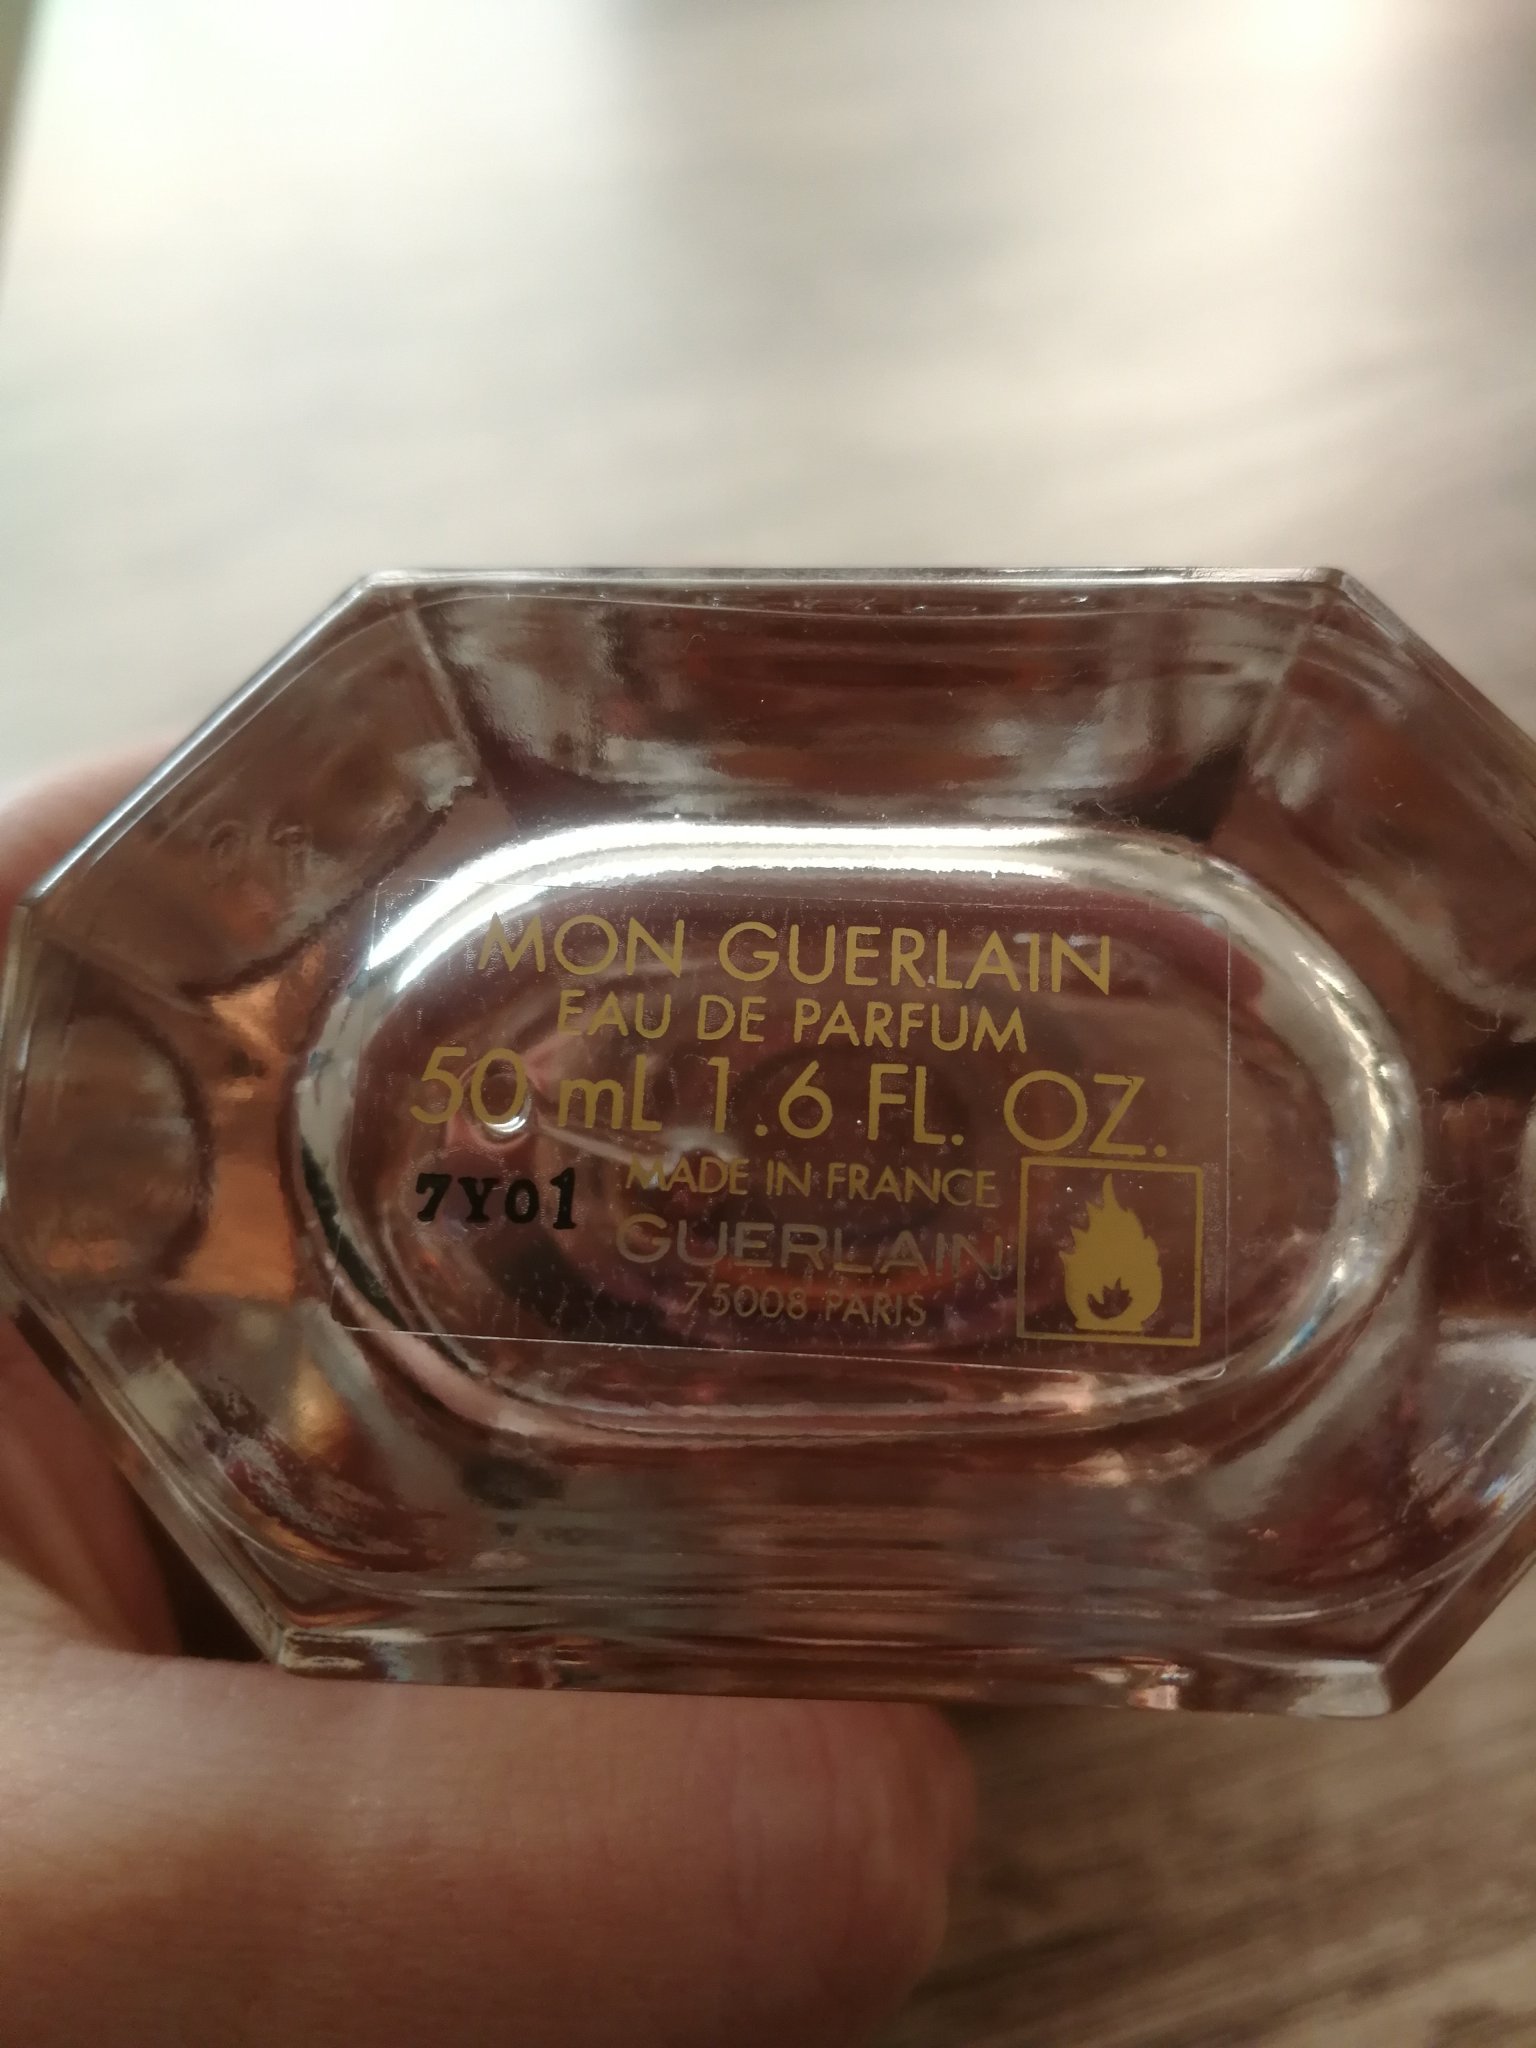 MON GUERLAIN
EAU DE PARFUM
50 mL 1.6 FL. OZ.
7Y01
MADE IN FRANCE
GUERLAIN
75008 PARIS